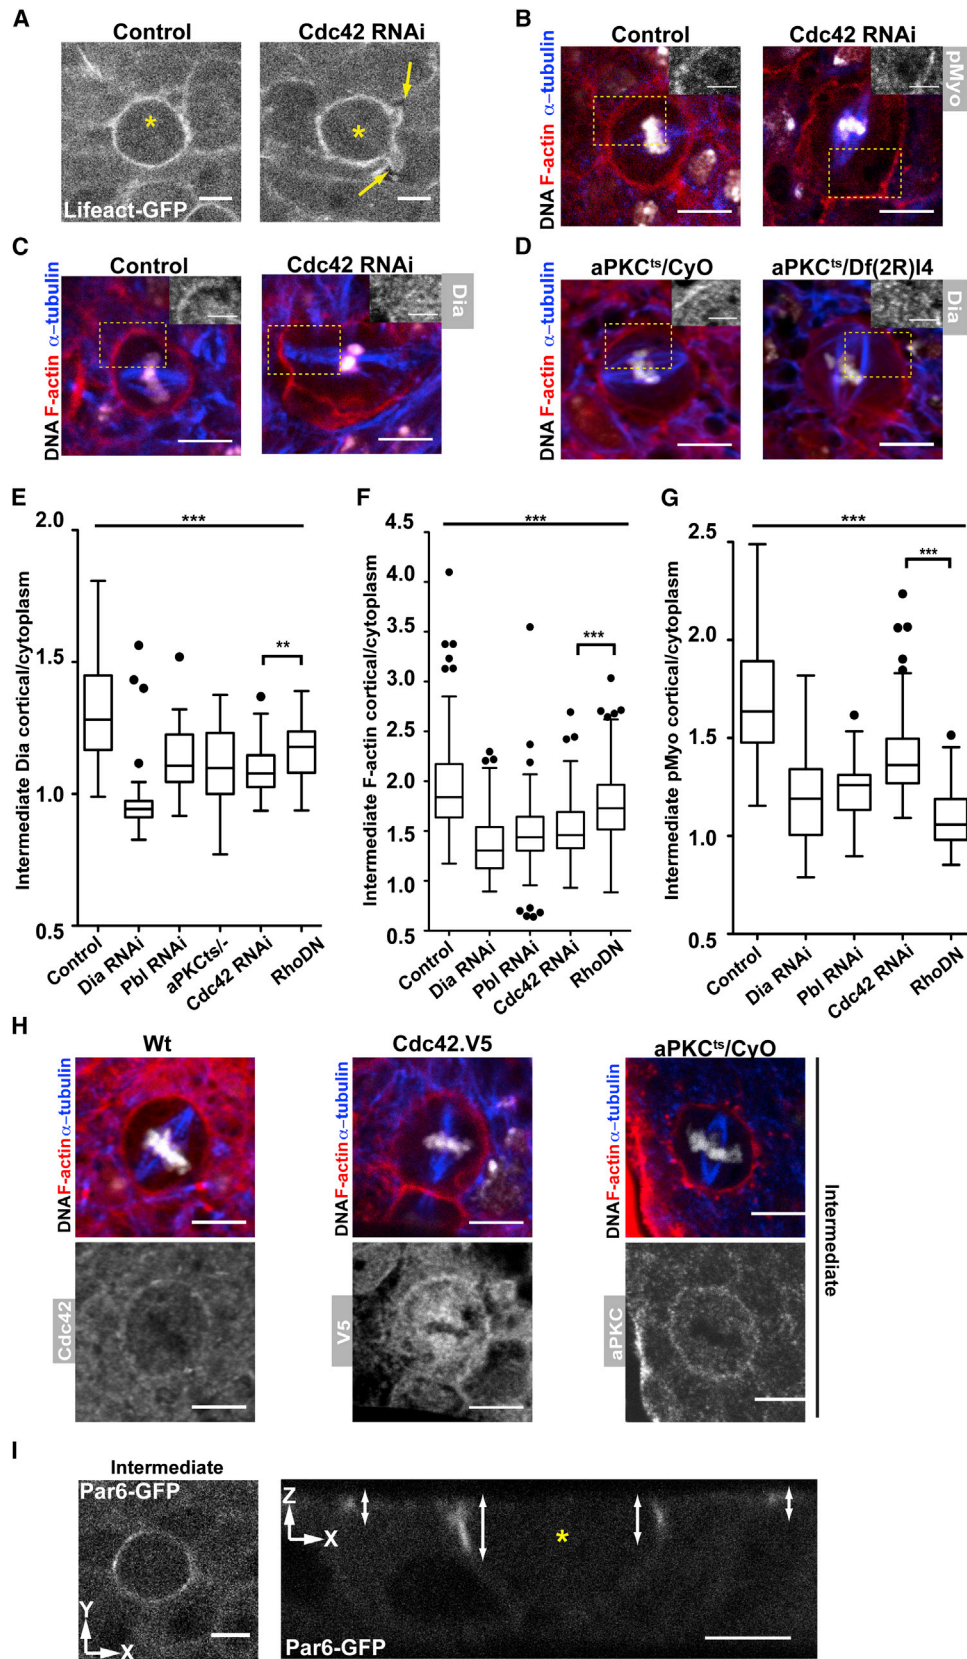 A
Control
Cdc42 RNAi
*
*
Lifeact-GFP
B
Control
Cdc42 RNAi
DNA F-actin α-tubulin
pMyo
C
Control
Cdc42 RNAi
DNA F-actin α-tubulin
Dia
D
aPKCts/CyO
aPKCts/Df(2R)I4
DNA F-actin α-tubulin
Dia
E
2.0
1.5
1.0
0.5
Intermediate Dia cortical/cytoplasm
***
**
Control
Dia RNAi
Pbl RNAi
aPKCts/-
Cdc42 RNAi
RhoDN
F
4.5
4.0
3.5
3.0
2.5
2.0
1.5
1.0
0.5
Intermediate F-actin cortical/cytoplasm
***
***
Control
Dia RNAi
Pbl RNAi
Cdc42 RNAi
RhoDN
G
2.5
2.0
1.5
1.0
0.5
Intermediate pMyo cortical/cytoplasm
***
***
Control
Dia RNAi
Pbl RNAi
Cdc42 RNAi
RhoDN
H
Wt
Cdc42.V5
aPKCts/CyO
DNA F-actin α-tubulin
DNA F-actin α-tubulin
DNA F-actin α-tubulin
Cdc42
V5
aPKC
Intermediate
I
Intermediate
Par6-GFP
Y
X
Z
X
*
Par6-GFP